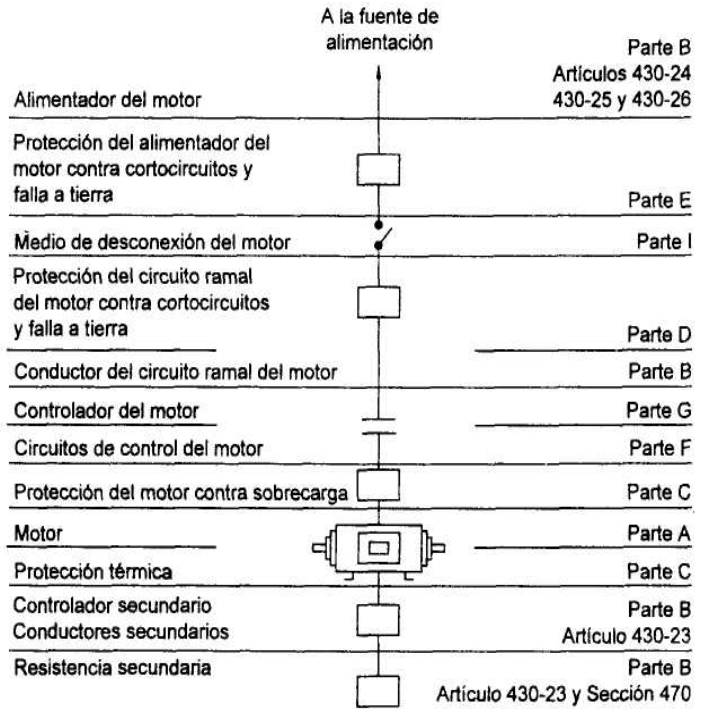 A la fuente de
alimentación
Parte B
Artículos 430-24
Alimentador del motor
430-25 y 430-26
Protección del alimentador del
motor contra cortocircuitos y
falla a tierra
Parte E
Medio de desconexión del motor
Parte I
Protección del circuito ramal
del motor contra cortocircuitos
y falla a tierra
Parte D
Conductor del circuito ramal del motor
Parte B
Controlador del motor
Parte G
Circuitos de control del motor
Parte F
Protección del motor contra sobrecarga
Parte C
Motor
Parte A
Protección térmica
Parte C
Controlador secundario
Conductores secundarios
Parte B
Artículo 430-23
Resistencia secundaria
Parte B
Artículo 430-23 y Sección 470